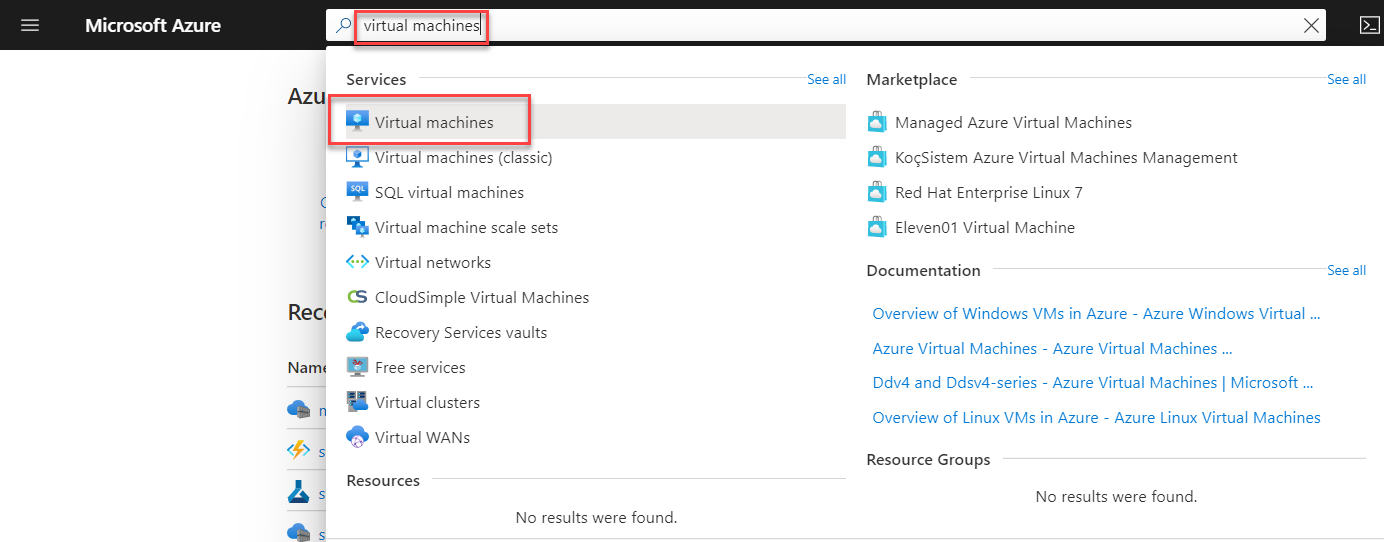 Microsoft Azure
virtual machines
Azu
Rece
Name
Services
See all
Virtual machines
Virtual machines (classic)
SQL virtual machines
Virtual machine scale sets
Virtual networks
CloudSimple Virtual Machines
Recovery Services vaults
Free services
Virtual clusters
Virtual WANs
Resources
No results were found.
Marketplace
See all
Managed Azure Virtual Machines
KoçSistem Azure Virtual Machines Management
Red Hat Enterprise Linux 7
Eleven01 Virtual Machine
Documentation
See all
Overview of Windows VMs in Azure - Azure Windows Virtual ...
Azure Virtual Machines - Azure Virtual Machines ...
Ddv4 and Ddsv4-series - Azure Virtual Machines | Microsoft ...
Overview of Linux VMs in Azure - Azure Linux Virtual Machines
Resource Groups
No results were found.